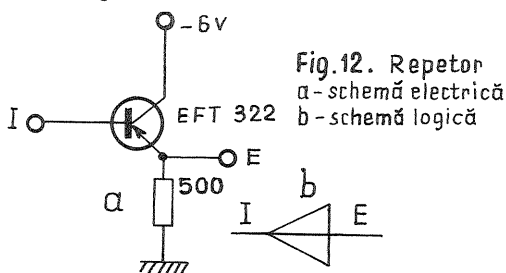 -6V
Fig.12. Repetor
a-schemă electrică
b-schemă logică
I
EFT 322
E
500
a
b
I
E